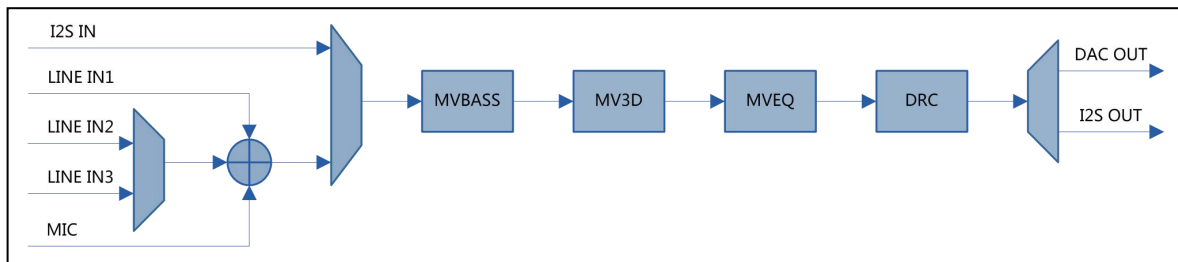 I2S IN
LINE IN1
LINE IN2
LINE IN3
MIC
MVBASS
MV3D
MVEQ
DRC
DAC OUT
I2S OUT